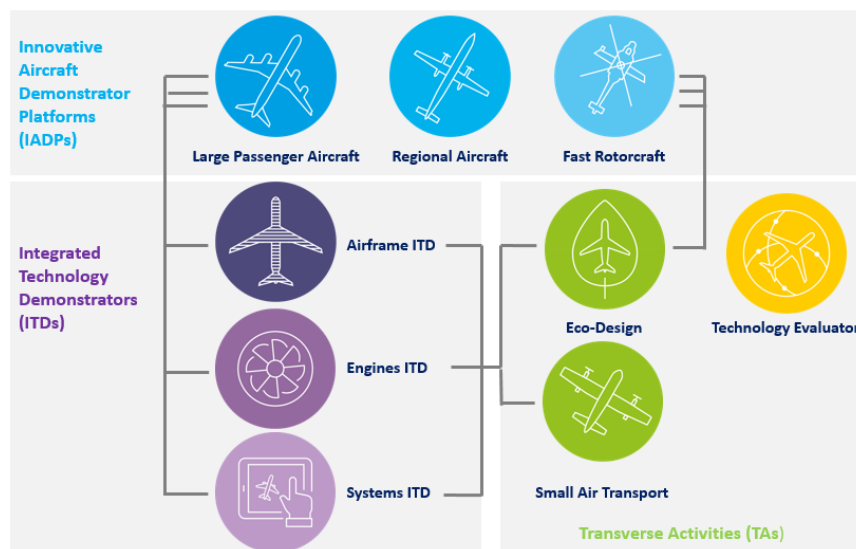 Innovative
Aircraft
Demonstrator
Platforms
(IADPs)
Large Passenger Aircraft
Regional Aircraft
Fast Rotorcraft
Integrated
Technology
Demonstrators
(ITDs)
Airframe ITD
Engines ITD
Systems ITD
Eco-Design
Technology Evaluator
Small Air Transport
Transverse Activities (TAs)